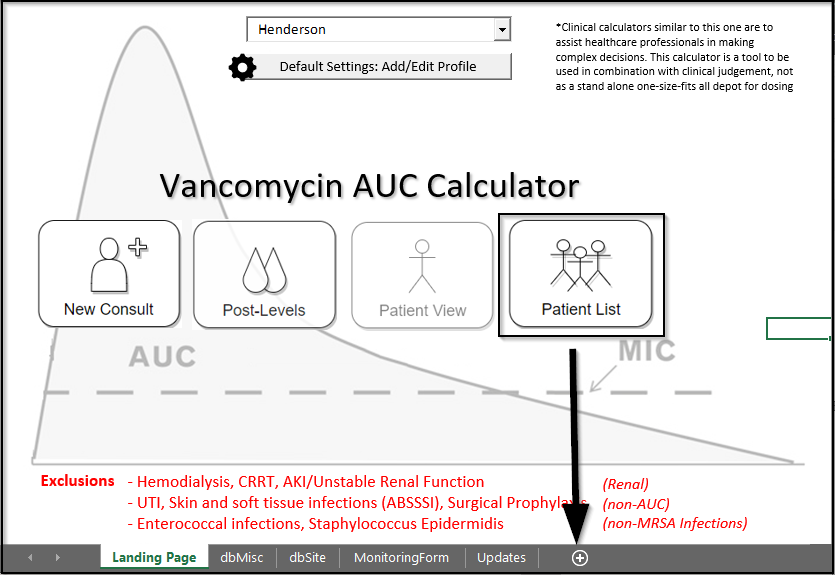 Henderson
Default Settings: Add/Edit Profile
*Clinical calculators similar to this one are to
assist healthcare professionals in making
complex decisions. This calculator is a tool to be
used in combination with clinical judgement, not
as a stand alone one-size-fits all depot for dosing
Vancomycin AUC Calculator
New Consult
Post-Levels
Patient View
Patient List
AUC
MIC
Exclusions - Hemodialysis, CRRT, AKI/Unstable Renal Function (Renal)
- UTI, Skin and soft tissue infections (ABSSSI), Surgical Prophylaxis (non-AUC)
- Enterococcal infections, Staphylococcus Epidermidis (non-MRSA Infections)
Landing Page dbMisc dbSite MonitoringForm Updates